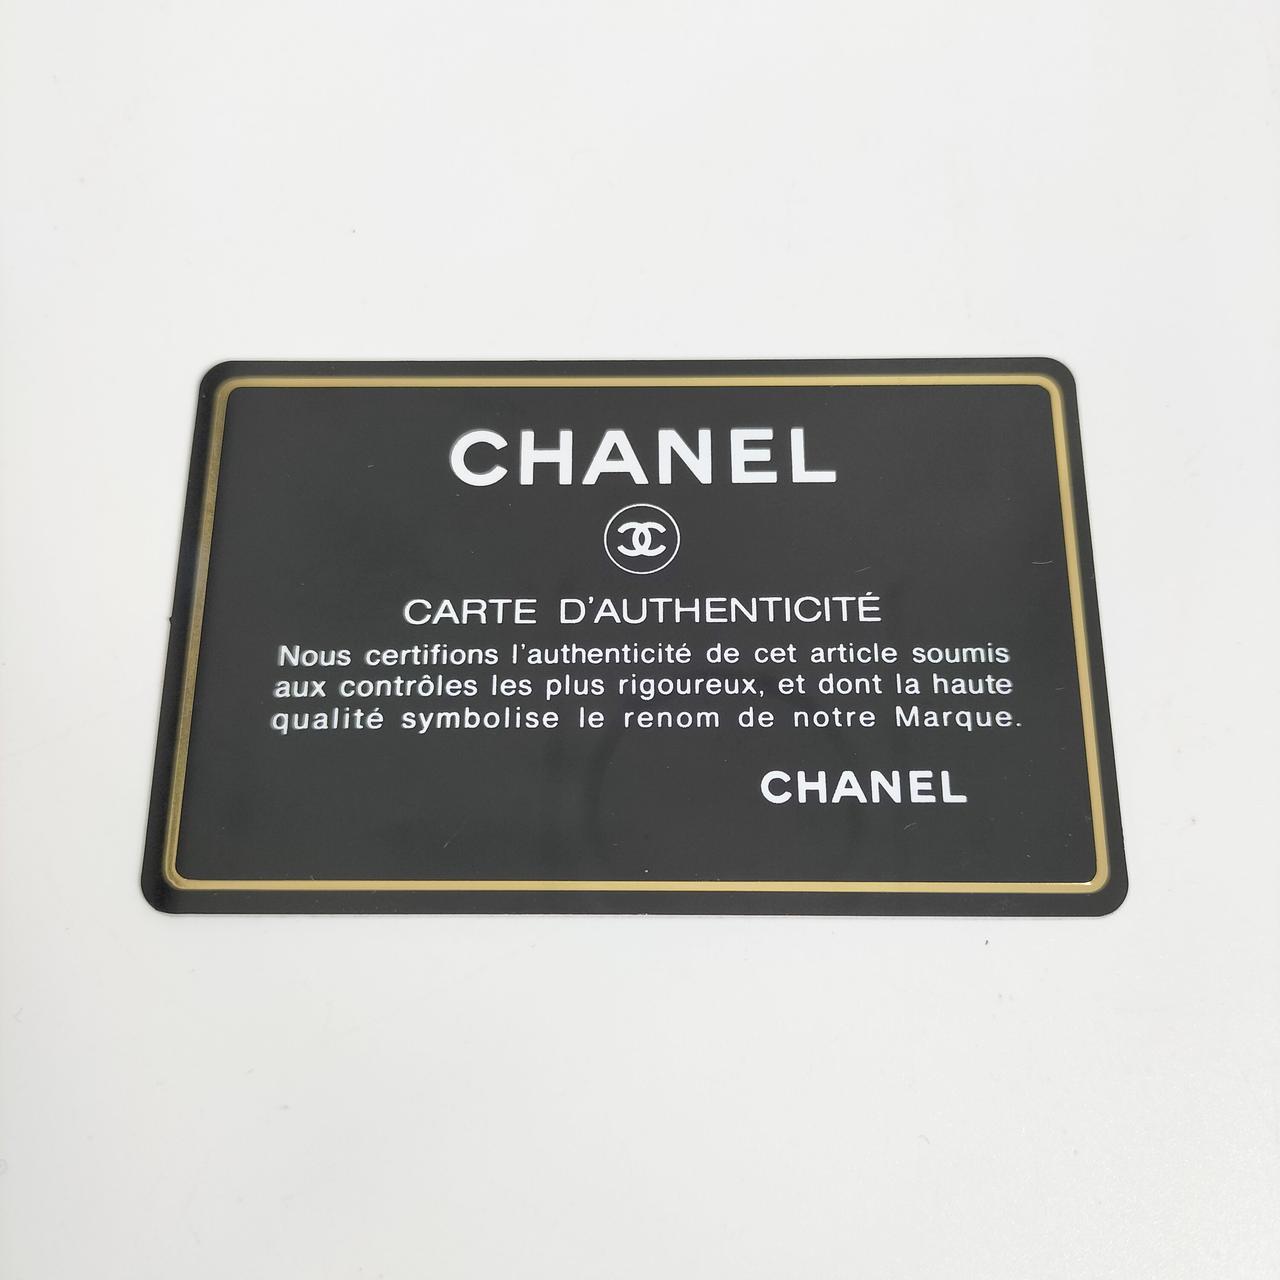 CHANEL
CARTE D'AUTHENTICITÉ
Nous certifions l'authenticité de cet article soumis
aux contrôles les plus rigoureux, et dont la haute
qualité symbolise le renom de notre Marque.
CHANEL